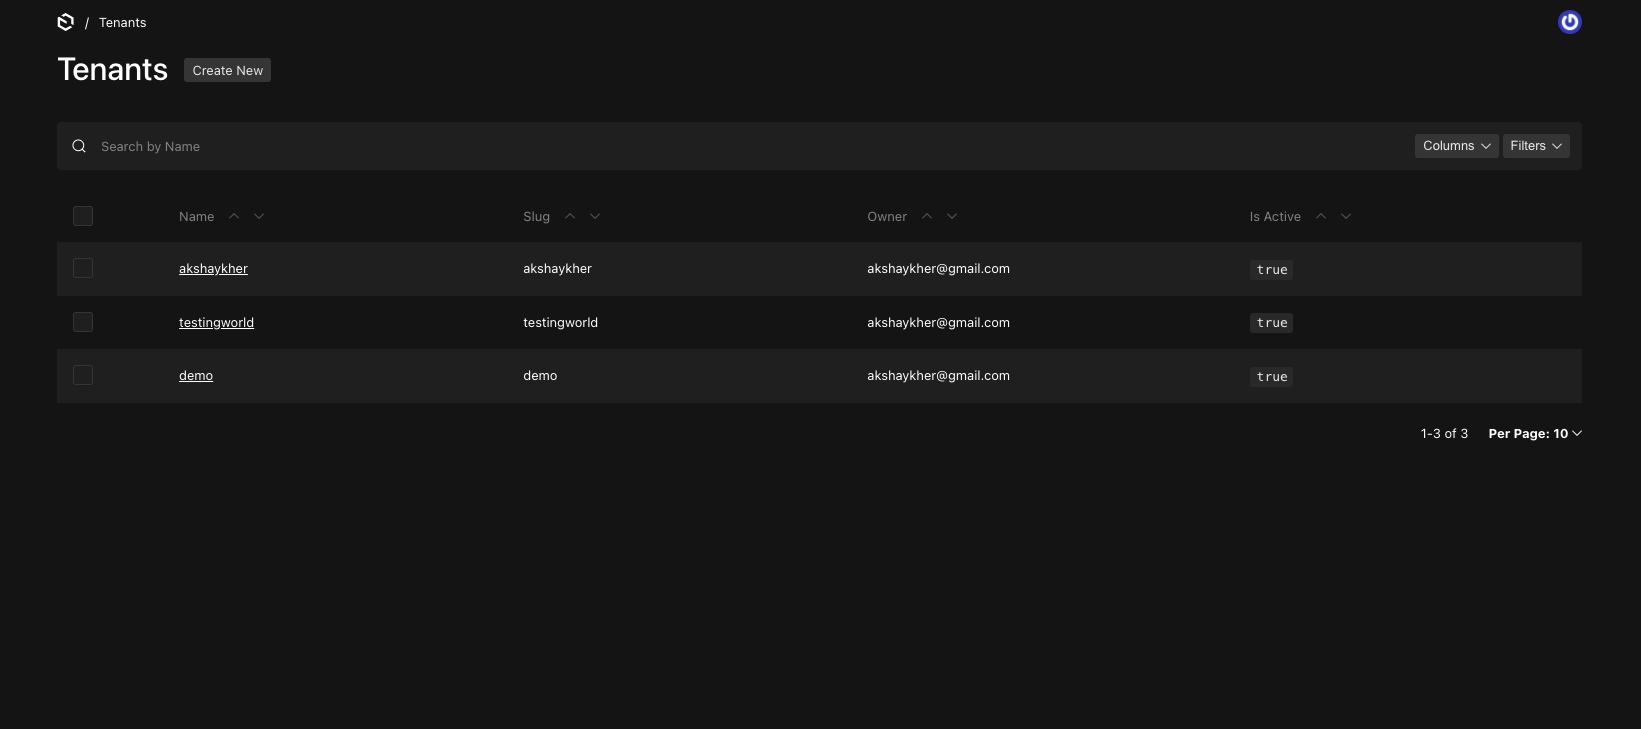 / Tenants
Tenants Create New
Search by Name Columns Filters
Name Slug Owner Is Active
akshaykher akshaykher akshaykher@gmail.com true
testingworld testingworld akshaykher@gmail.com true
demo demo akshaykher@gmail.com true
1-3 of 3 Per Page: 10